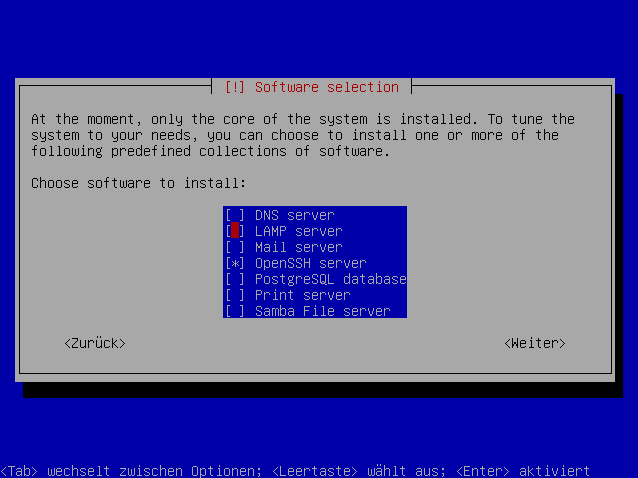 [!] Software selection
At the moment, only the core of the system is installed. To tune the
system to your needs, you can choose to install one or more of the
following predefined collections of software.
Choose software to install:
[ ] DNS server
[ ] LAMP server
[ ] Mail server
[*] OpenSSH server
[ ] PostgreSQL database
[ ] Print server
[ ] Samba File server
<Zurück> <Weiter>
<Tab> wechselt zwischen Optionen; <Leertaste> wählt aus; <Enter> aktiviert